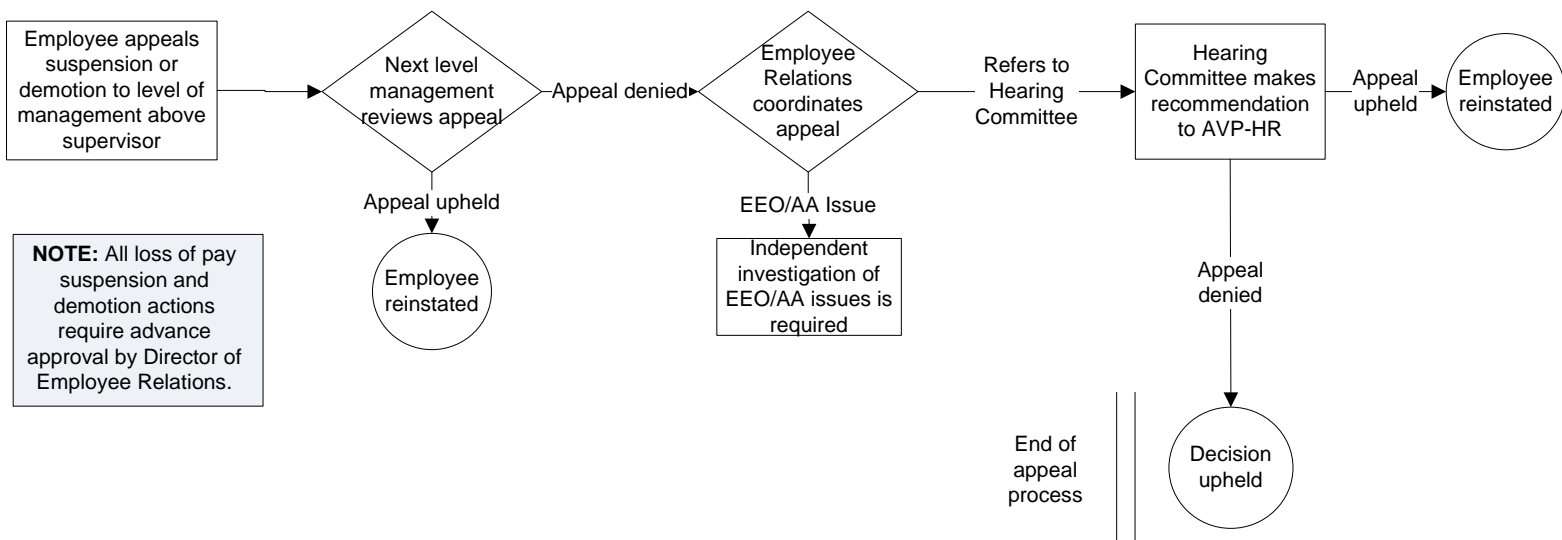 Employee appeals
suspension or
demotion to level of
management above
supervisor
Next level
management
reviews appeal
Appeal denied
Employee
Relations
coordinates
appeal
Refers to
Hearing
Committee
Hearing
Committee makes
recommendation
to AVP-HR
Appeal
upheld
Employee
reinstated
Appeal upheld
Employee
reinstated
EEO/AA Issue
Independent
investigation of
EEO/AA issues is
required
NOTE: All loss of pay
suspension and
demotion actions
require advance
approval by Director of
Employee Relations.
Appeal
denied
End of
appeal
process
Decision
upheld